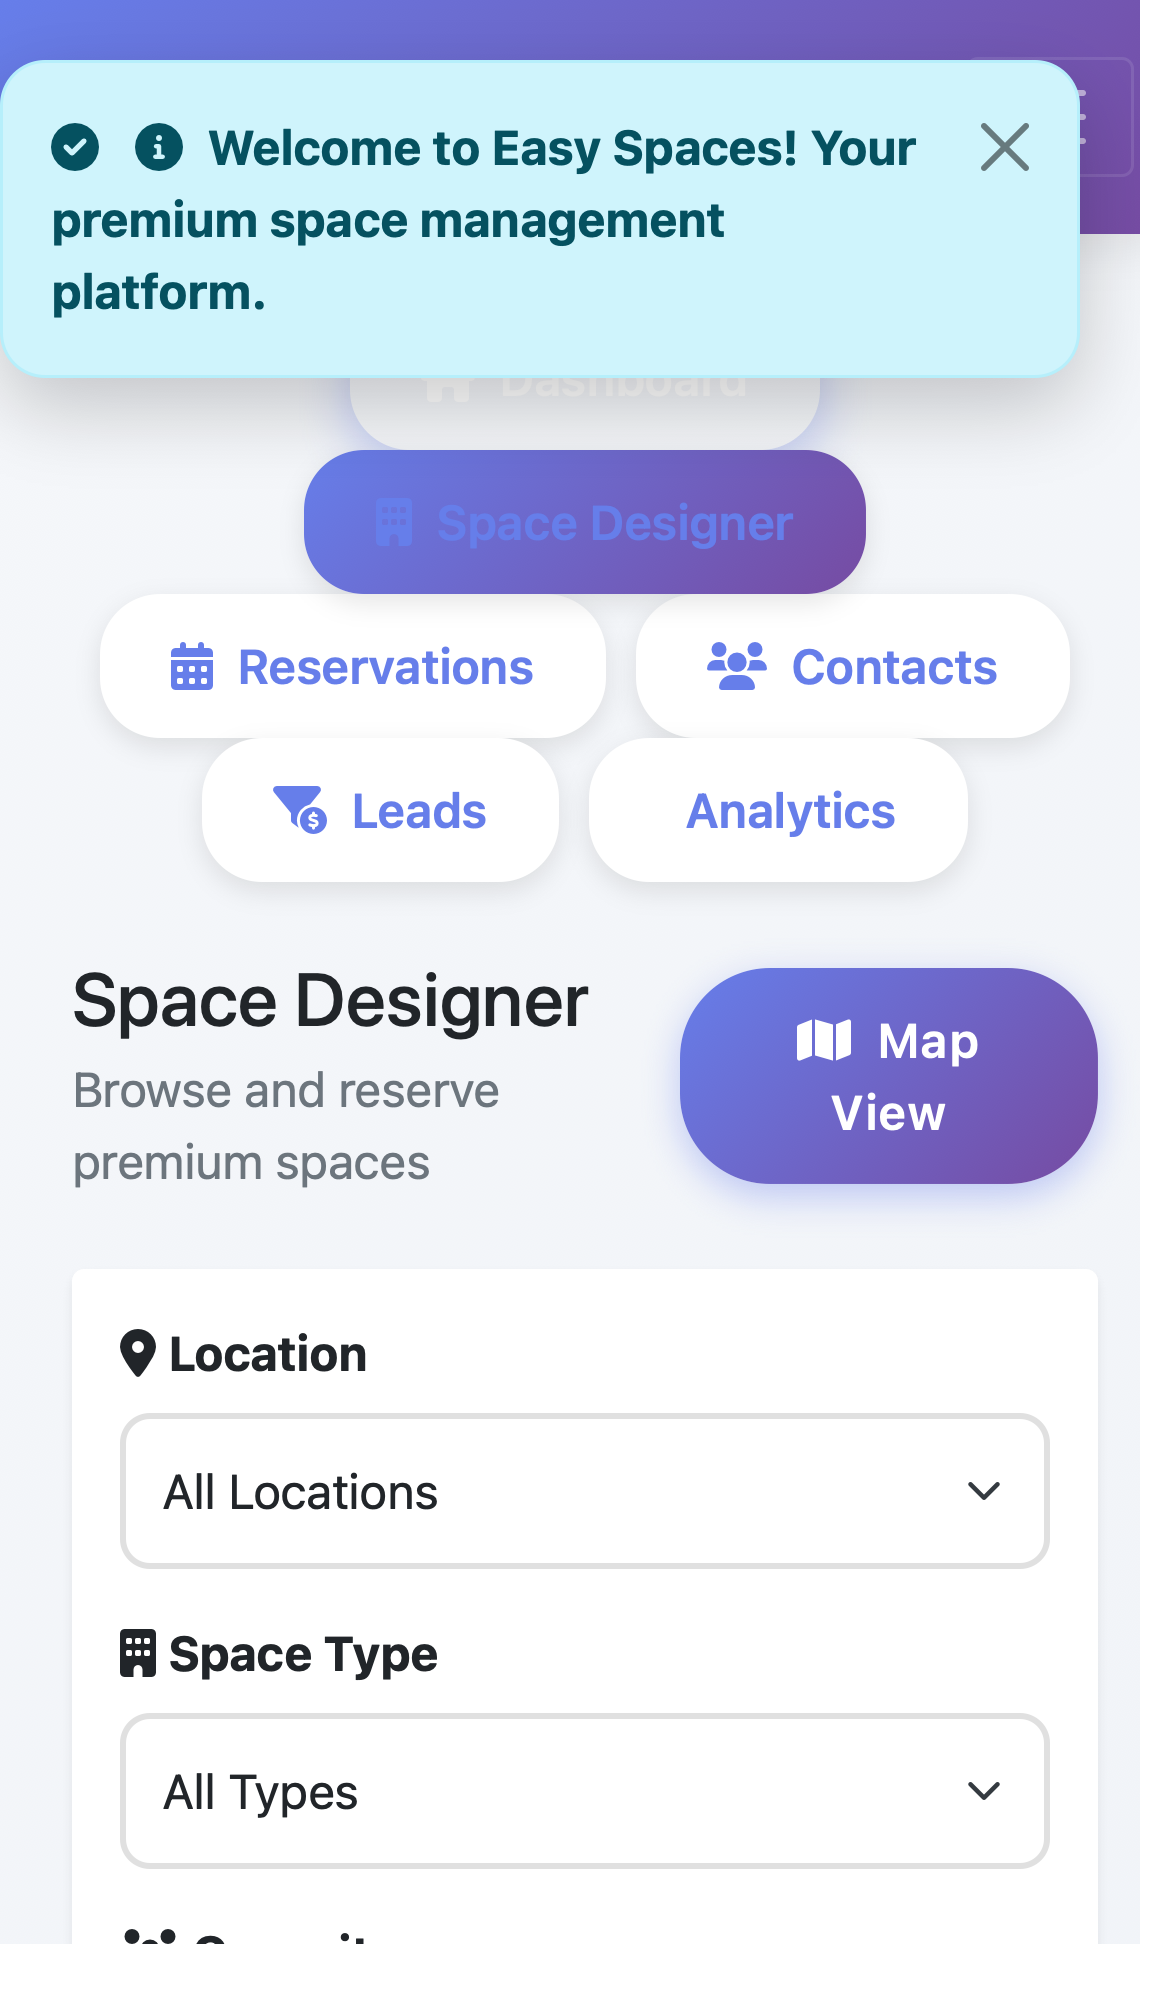 Welcome to Easy Spaces! Your
premium space management
platform.
Dashboard
Space Designer
Reservations
Contacts
Leads
Analytics
Space Designer
Browse and reserve
premium spaces
Map
View
Location
All Locations
Space Type
All Types